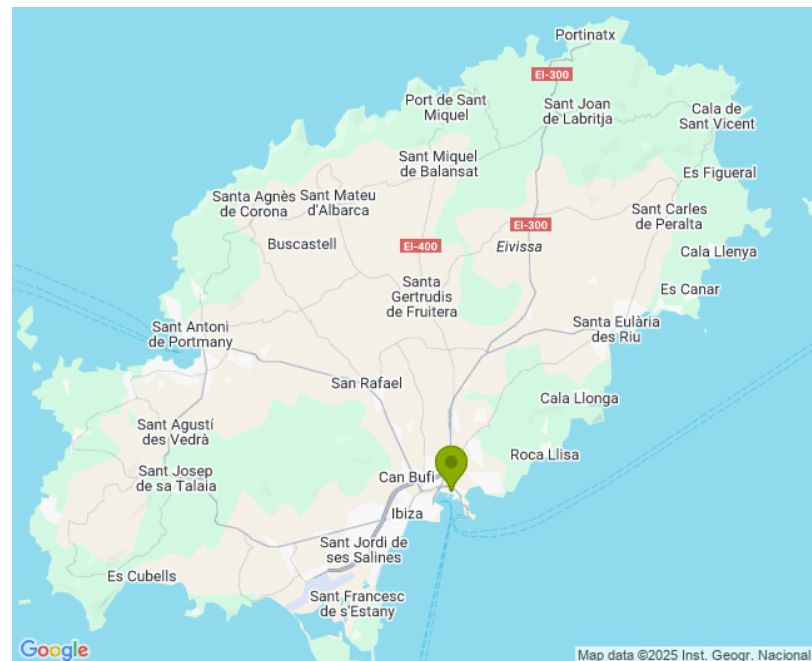 Portinatx
EI-300
Port de Sant
Miquel
Sant Joan
de Labritja
Cala de
Sant Vicent
Sant Miquel
de Balansat
Es Figueral
Santa Agnès
de Corona
Sant Mateu
d'Albarca
Sant Carles
de Peralta
EI-300
Buscastell
EI-400
Eivissa
Cala Llenya
Santa
Gertrudis
de Fruitera
Es Canar
Sant Antoni
de Portmany
Santa Eulària
des Riu
San Rafael
Cala Llonga
Sant Agustí
des Vedrà
Roca Llisa
Sant Josep
de sa Talaia
Can Bufi
Ibiza
Sant Jordi de
ses Salines
Es Cubells
Sant Francesc
de s'Estany
Google
Map data ©2025 Inst. Geogr. Nacional